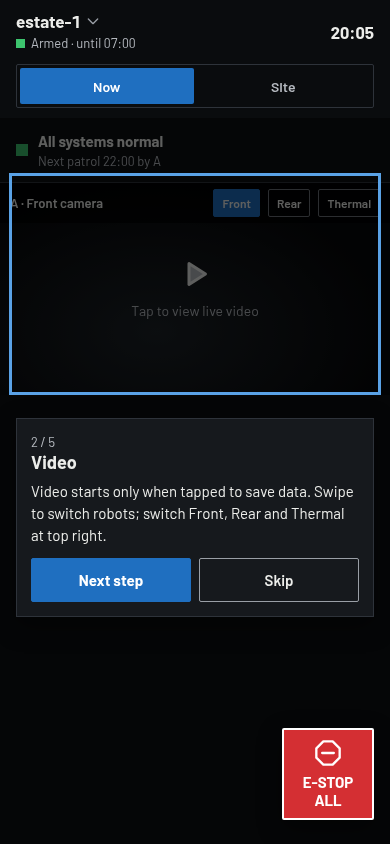 estate-1
Armed · until 07:00
20:05
Now
Site
All systems normal
Next patrol 22:00 by A
A · Front camera
Front
Rear
Thermal
Tap to view live video
2 / 5
Video
Video starts only when tapped to save data. Swipe
to switch robots; switch Front, Rear and Thermal
at top right.
Next step
Skip
E-STOP
ALL